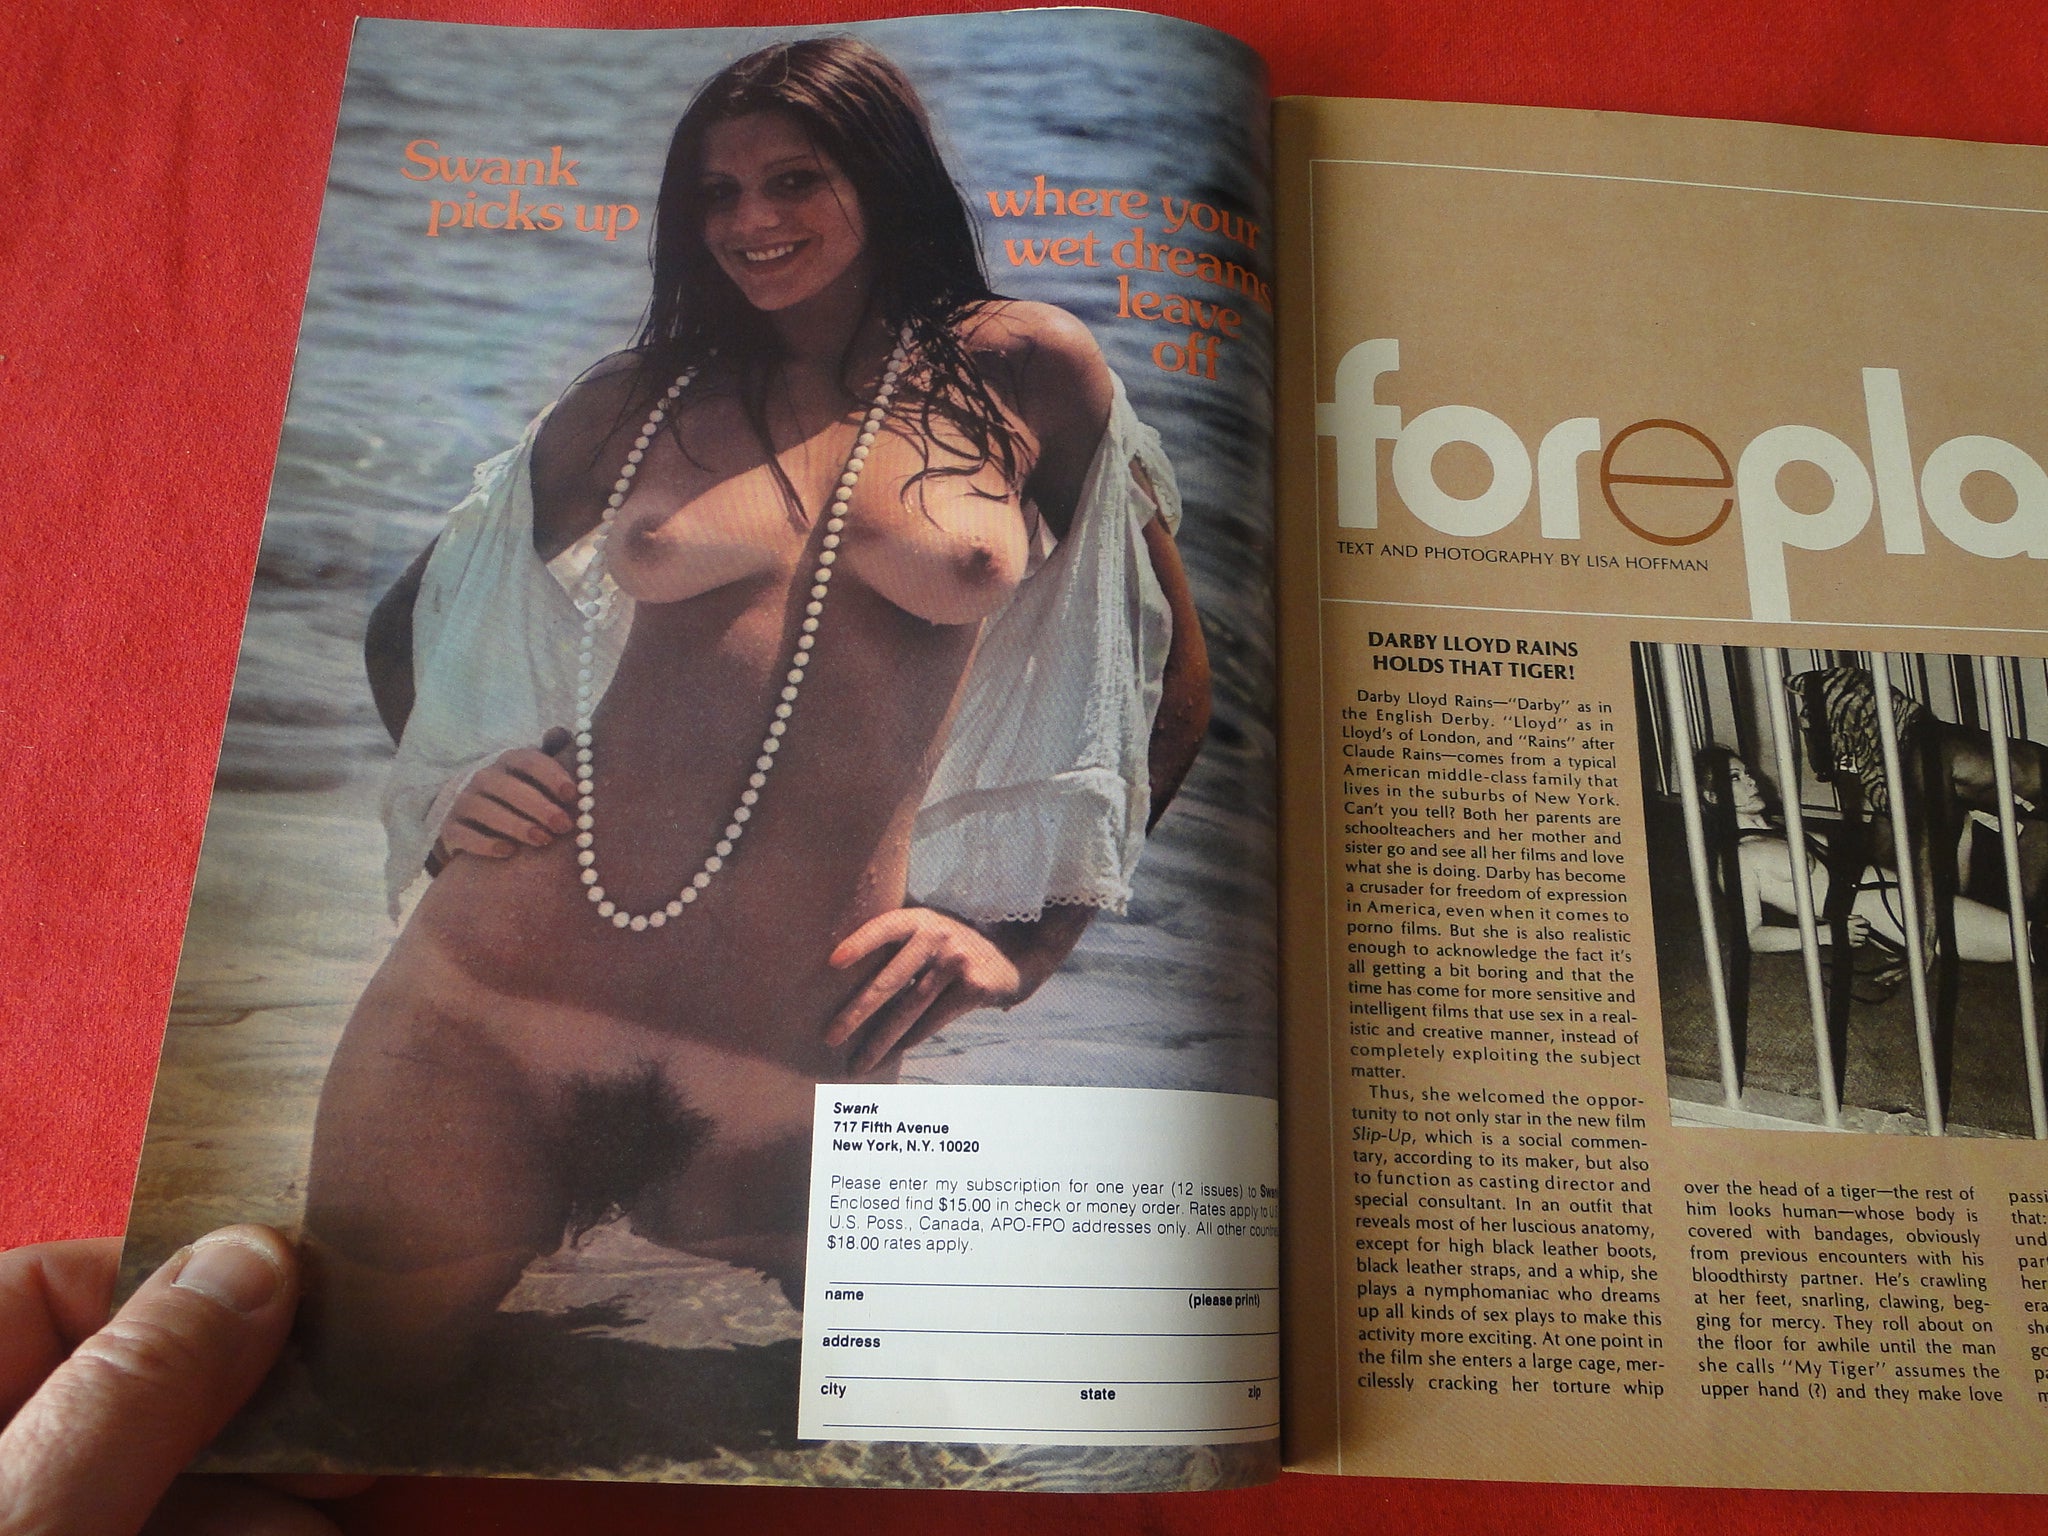 Swank
picks up
where your
wet dreams
leave
off
Swank
717 Fifth Avenue
New York, N.Y. 10020
Please enter my subscription for one year (12 issues) to
Enclosed find $15.00 in check or money order. Rates apply to
U.S. Poss., Canada, APO-FPO addresses only. All other
$18.00 rates apply.
name (please print)
address
city state zip
forepla
TEXT AND PHOTOGRAPHY BY LISA HOFFMAN
DARBY LLOYD RAINS
HOLDS THAT TIGER!
Darby Lloyd Rains—"Darby" as in
the English Derby. "Lloyd" as in
Lloyd's of London, and "Rains" after
Claude Rains—comes from a typical
American middle-class family that
lives in the suburbs of New York.
Can't you tell? Both her parents are
schoolteachers and her mother and
sister go and see all her films and love
what she is doing. Darby has become
a crusader for freedom of expression
in America, even when it comes to
porno films. But she is also realistic
enough to acknowledge the fact it's
all getting a bit boring and that the
time has come for more sensitive and
intelligent films that use sex in a real-
istic and creative manner, instead of
completely exploiting the subject
matter.
Thus, she welcomed the oppor-
tunity to not only star in the new film
Slip-Up, which is a social commen-
tary, according to its maker, but also
to function as casting director and
special consultant. In an outfit that
reveals most of her luscious anatomy,
except for high black leather boots,
black leather straps, and a whip, she
plays a nymphomaniac who dreams
up all kinds of sex plays to make this
activity more exciting. At one point in
the film she enters a large cage, mer-
cilessly cracking her torture whip
over the head of a tiger—the rest of
him looks human—whose body is
covered with bandages, obviously
from previous encounters with his
bloodthirsty partner. He's crawling
at her feet, snarling, clawing, beg-
ging for mercy. They roll about on
the floor for awhile until the man
she calls "My Tiger" assumes the
upper hand (?) and they make love
passi
that:
und
part
her
era
she
go
pa